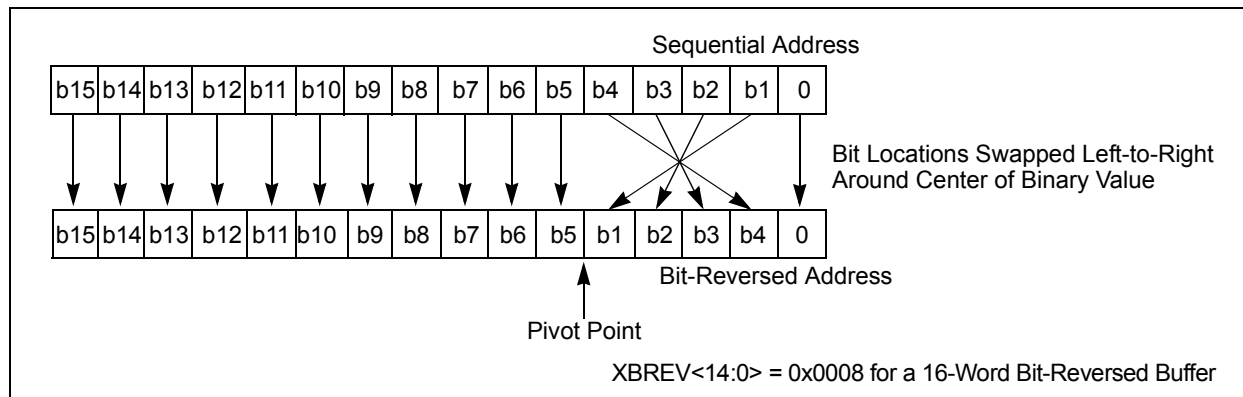 Sequential Address
b15 b14 b13 b12 b11 b10 b9 b8 b7 b6 b5 b4 b3 b2 b1 0
Bit Locations Swapped Left-to-Right
Around Center of Binary Value
b15 b14 b13 b12 b11 b10 b9 b8 b7 b6 b5 b1 b2 b3 b4 0
Bit-Reversed Address
Pivot Point
XBREV<14:0> = 0x0008 for a 16-Word Bit-Reversed Buffer